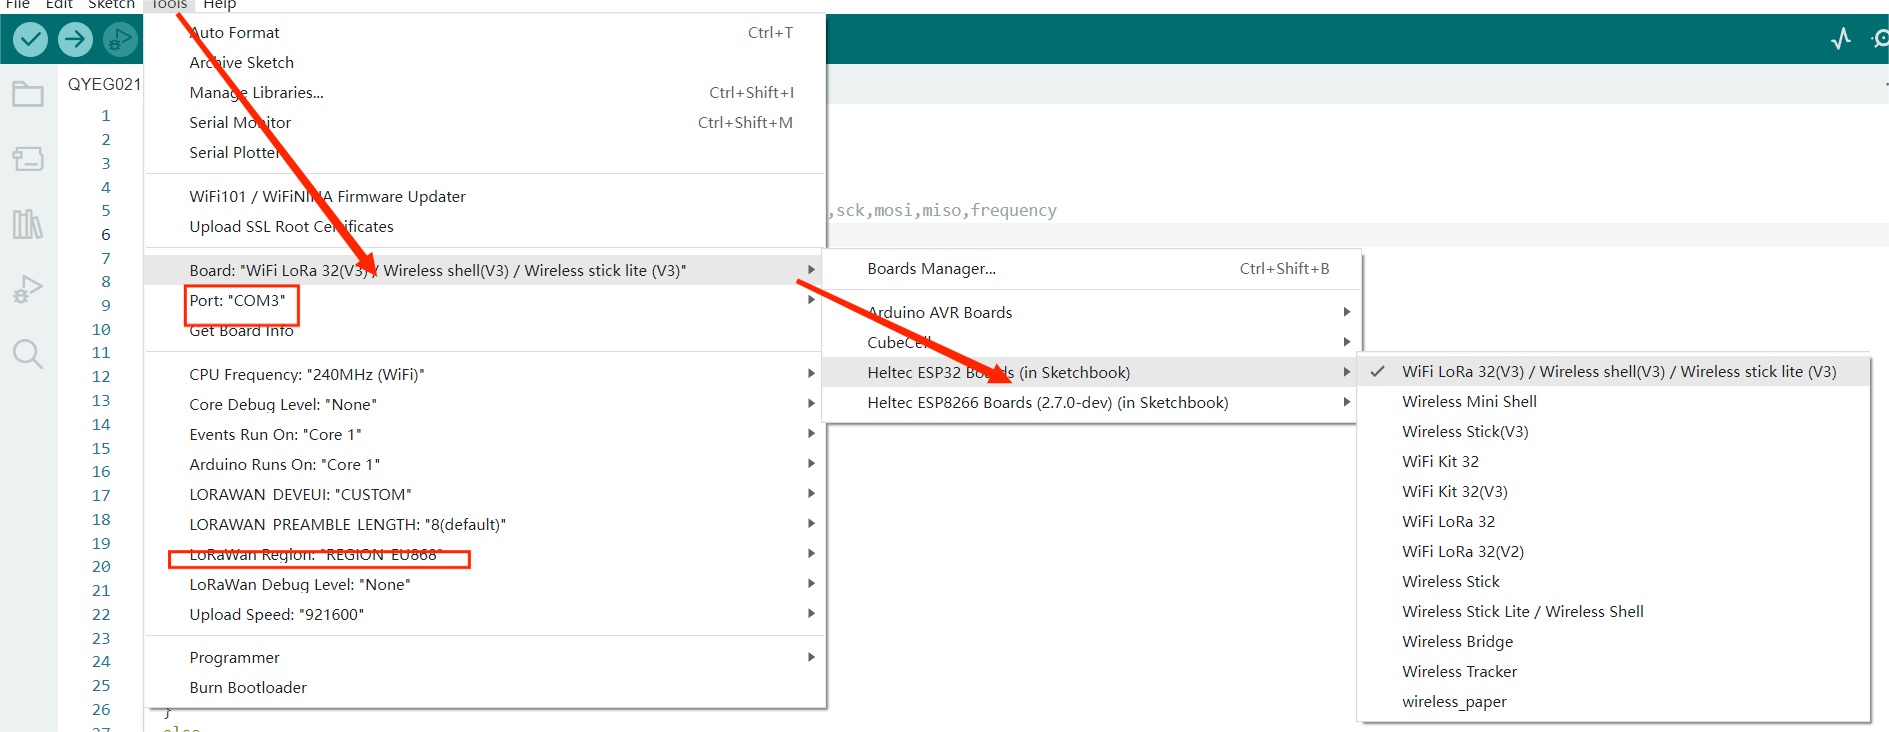 File Edit Sketch Tools Help
Auto Format Ctrl+T
Archive Sketch
Manage Libraries... Ctrl+Shift+I
Serial Monitor Ctrl+Shift+M
Serial Plotter
WiFi101 / WiFiNINA Firmware Updater
Upload SSL Root Certificates
Board: "WiFi LoRa 32(V3) / Wireless shell(V3) / Wireless stick lite (V3)"
Port: "COM3"
Get Board Info
CPU Frequency: "240MHz (WiFi)"
Core Debug Level: "None"
Events Run On: "Core 1"
Arduino Runs On: "Core 1"
LORAWAN_DEVEUI: "CUSTOM"
LORAWAN_PREAMBLE_LENGTH: "8(default)"
LoRaWan Region: "REGION_EU868"
LoRaWan Debug Level: "None"
Upload Speed: "921600"
Programmer
Burn Bootloader
QYEG021
1
2
3
4
5
6
7
8
9
10
11
12
13
14
15
16
17
18
19
20
21
22
23
24
25
26
27
,sck,mosi,miso,frequency
}
else
Boards Manager... Ctrl+Shift+B
Arduino AVR Boards
CubeCell
Heltec ESP32 Boards (in Sketchbook)
Heltec ESP8266 Boards (2.7.0-dev) (in Sketchbook)
WiFi LoRa 32(V3) / Wireless shell(V3) / Wireless stick lite (V3)
Wireless Mini Shell
Wireless Stick(V3)
WiFi Kit 32
WiFi Kit 32(V3)
WiFi LoRa 32
WiFi LoRa 32(V2)
Wireless Stick
Wireless Stick Lite / Wireless Shell
Wireless Bridge
Wireless Tracker
wireless_paper